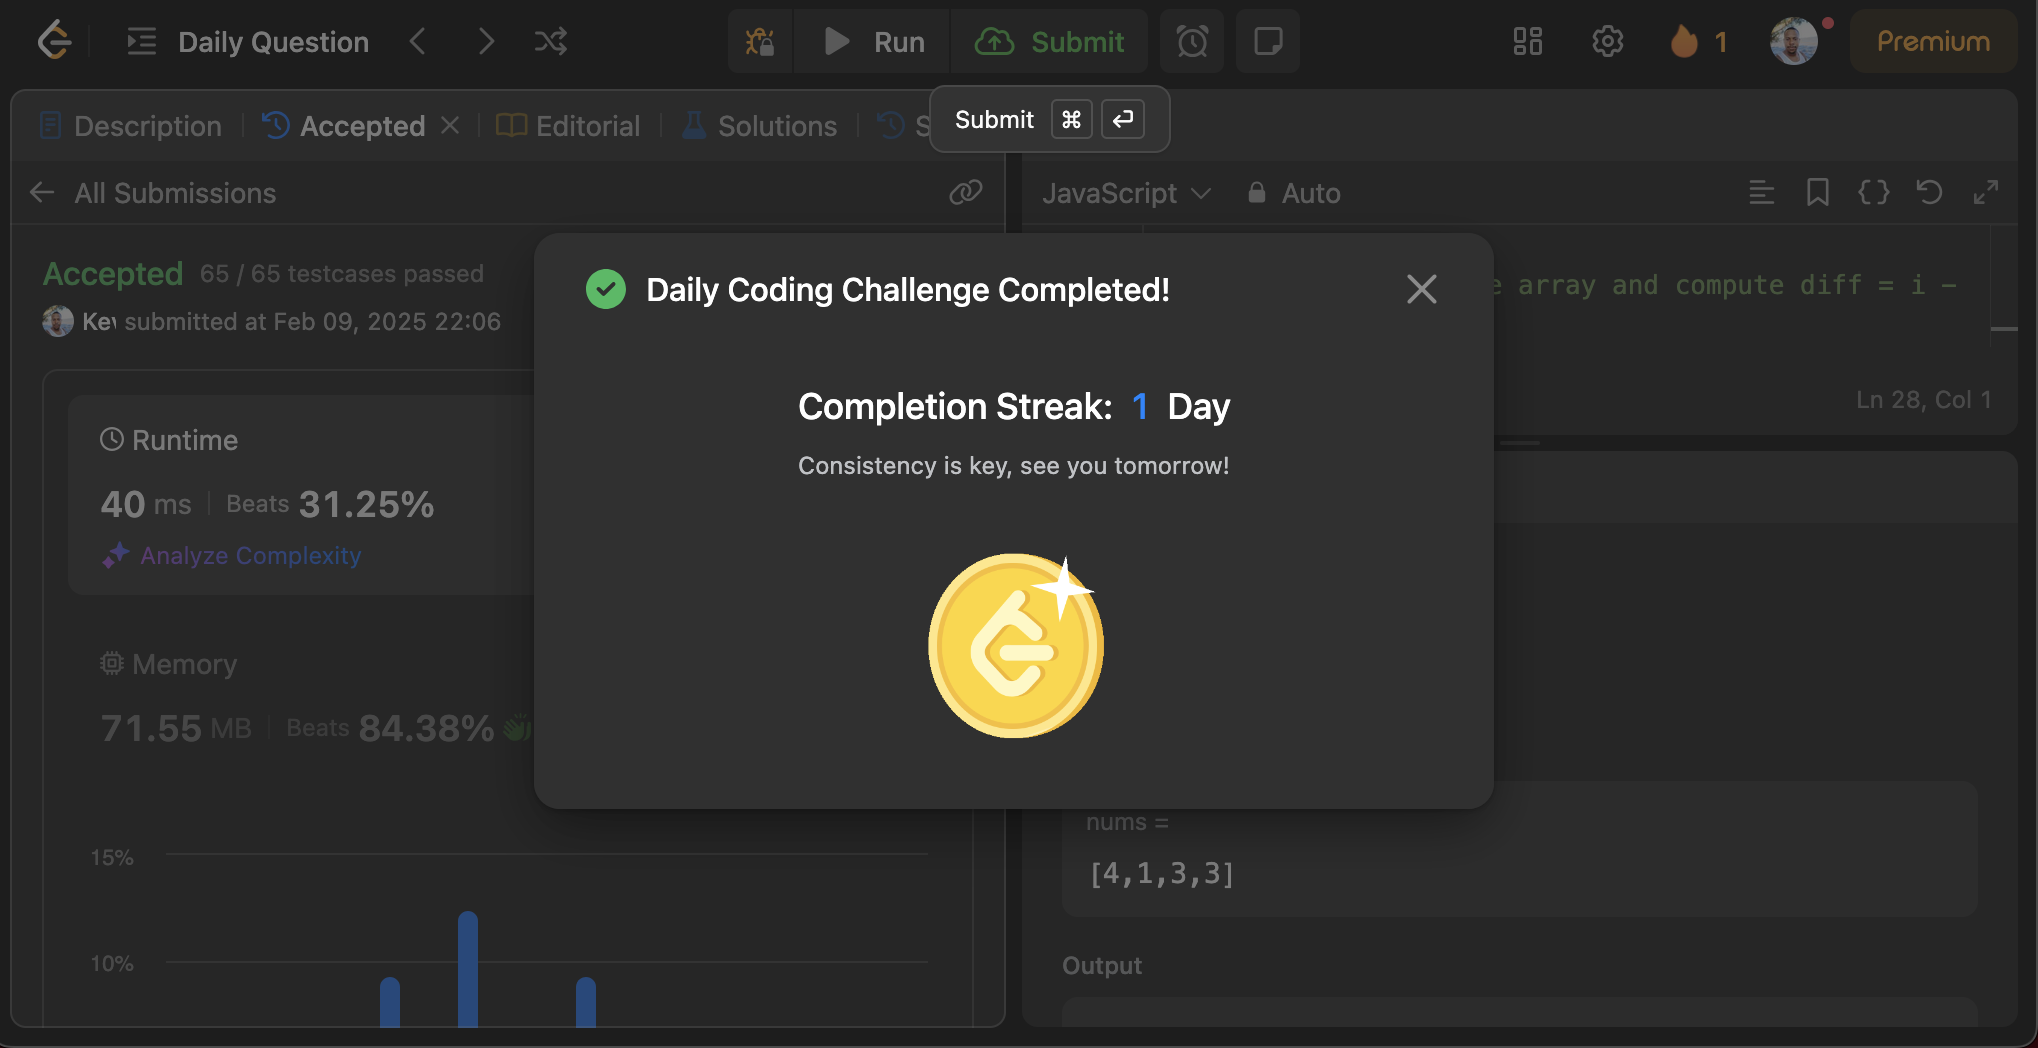 Daily Question
Run
Submit
1
Premium
Description
Accepted
Editorial
Solutions
S
Submit ⌘ ↵
All Submissions
JavaScript
Auto
Accepted 65 / 65 testcases passed
Kev submitted at Feb 09, 2025 22:06
Daily Coding Challenge Completed!
e array and compute diff = i -
Completion Streak: 1 Day
Consistency is key, see you tomorrow!
Ln 28, Col 1
Runtime
40 ms | Beats 31.25%
Analyze Complexity
Memory
71.55 MB | Beats 84.38%
15%
10%
nums =
[4,1,3,3]
Output